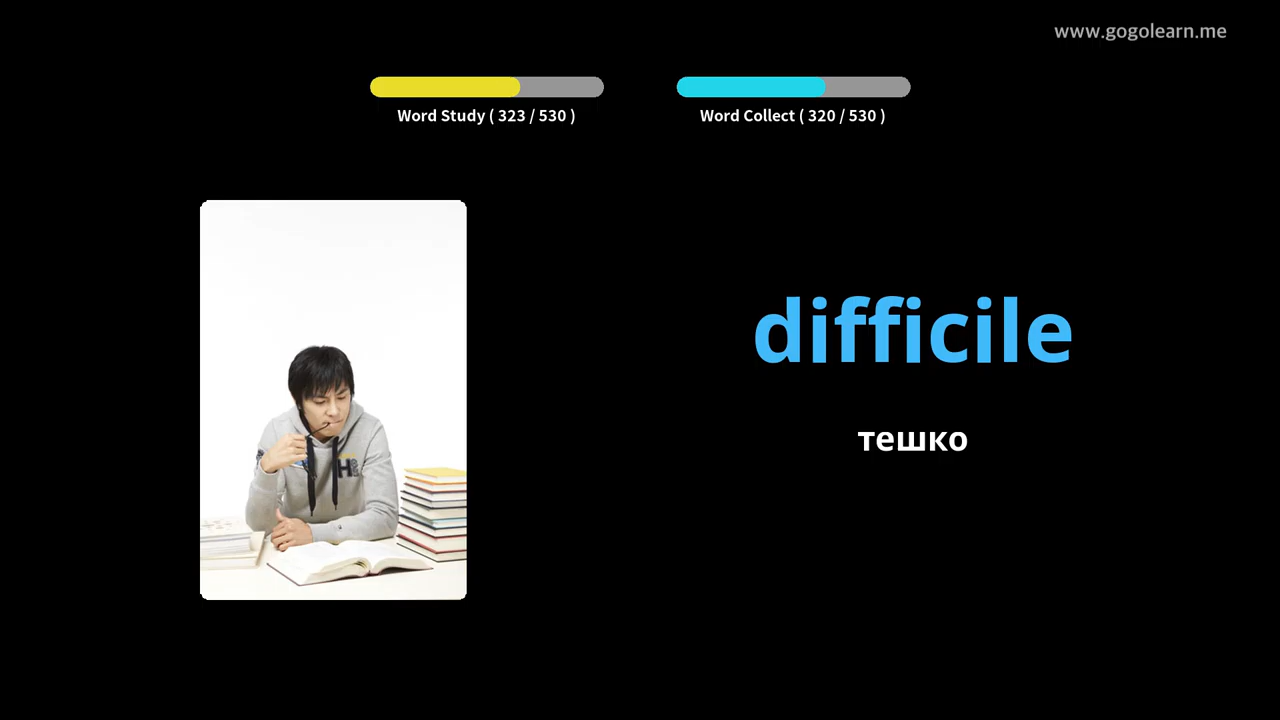 www.gogolearn.me
Word Study ( 323 / 530 )
Word Collect ( 320 / 530 )
difficile
тешко
H